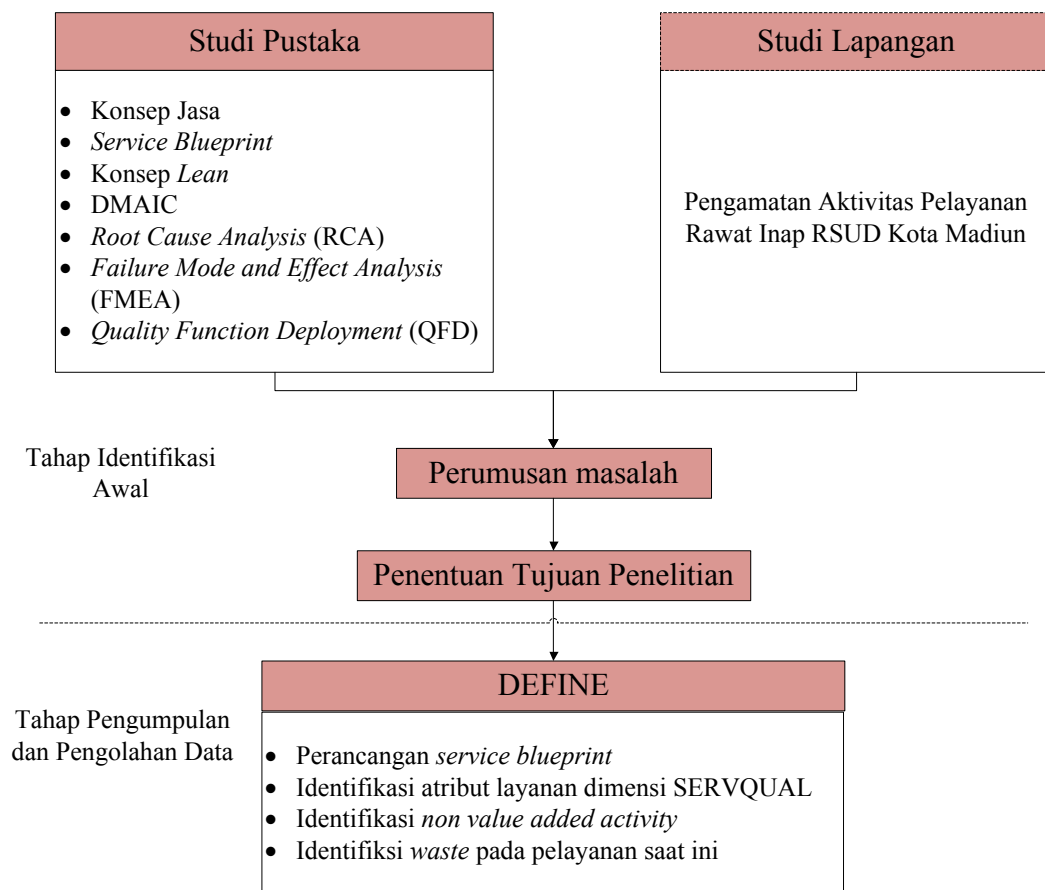 Studi Pustaka
• Konsep Jasa
• Service Blueprint
• Konsep Lean
• DMAIC
• Root Cause Analysis (RCA)
• Failure Mode and Effect Analysis
(FMEA)
• Quality Function Deployment (QFD)
Studi Lapangan
Pengamatan Aktivitas Pelayanan
Rawat Inap RSUD Kota Madiun
Tahap Identifikasi
Awal
Perumusan masalah
Penentuan Tujuan Penelitian
Tahap Pengumpulan
dan Pengolahan Data
DEFINE
• Perancangan service blueprint
• Identifikasi atribut layanan dimensi SERVQUAL
• Identifikasi non value added activity
• Identifiksi waste pada pelayanan saat ini